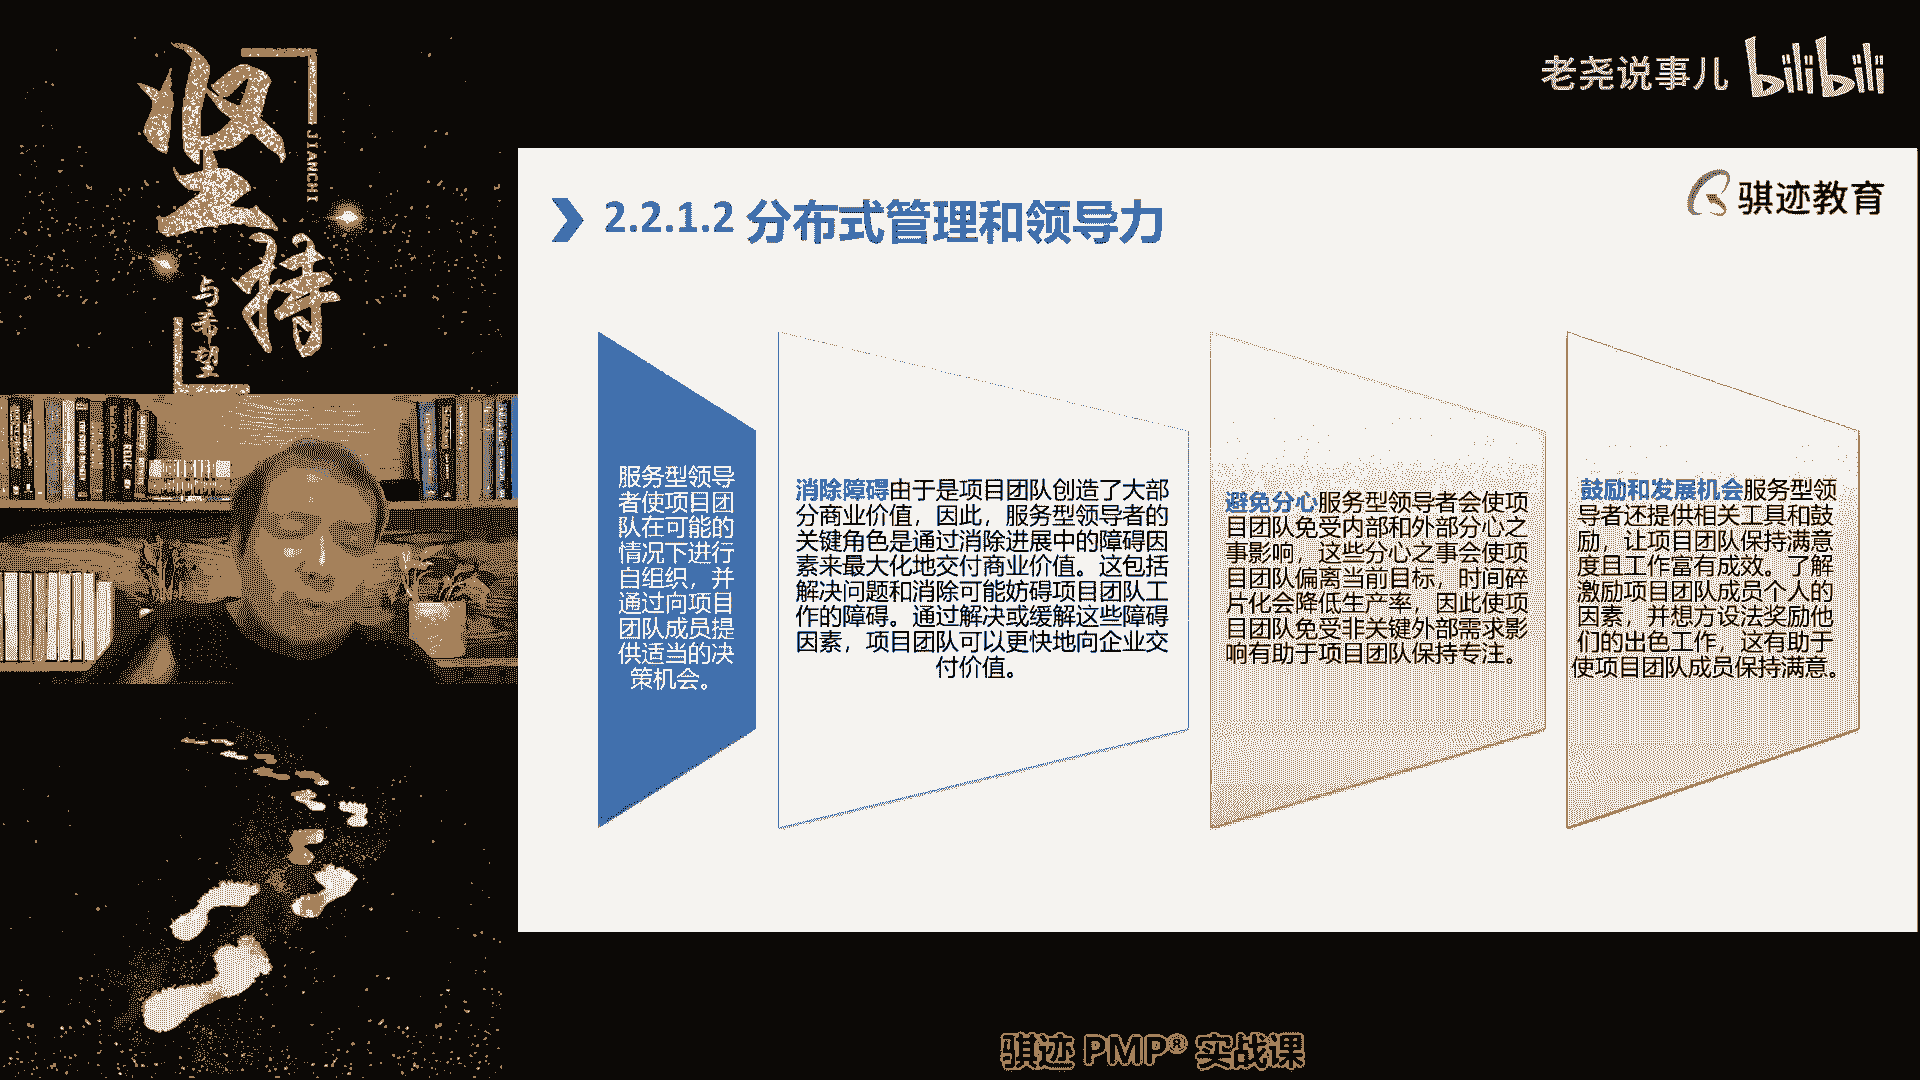 坚持
JIANCHI
与希望
老尧说事儿 bilibili
骐迹教育
2.2.1.2 分布式管理和领导力
服务型领导
者使项目团
队在可能的
情况下进行
自组织，并
通过向项目
团队成员提
供适当的决
策机会。
消除障碍由于是项目团队创造了大部
分商业价值，因此，服务型领导者的
关键角色是通过消除进展中的障碍因
素来最大化地交付商业价值。这包括
解决问题和消除可能妨碍项目团队工
作的障碍。通过解决或缓解这些障碍
因素，项目团队可以更快地向企业交
付价值。
避免分心服务型领导者会使项
目团队免受内部和外部分心之
事影响，这些分心之事会使项
目团队偏离当前目标，时间碎
片化会降低生产率，因此使项
目团队免受非关键外部需求影
响有助于项目团队保持专注。
鼓励和发展机会服务型领
导者还提供相关工具和鼓
励，让项目团队保持满意
度且工作富有成效。了解
激励项目团队成员个人的
因素，并想方设法奖励他
们的出色工作，这有助于
使项目团队成员保持满意。
骐迹 PMP® 实战课